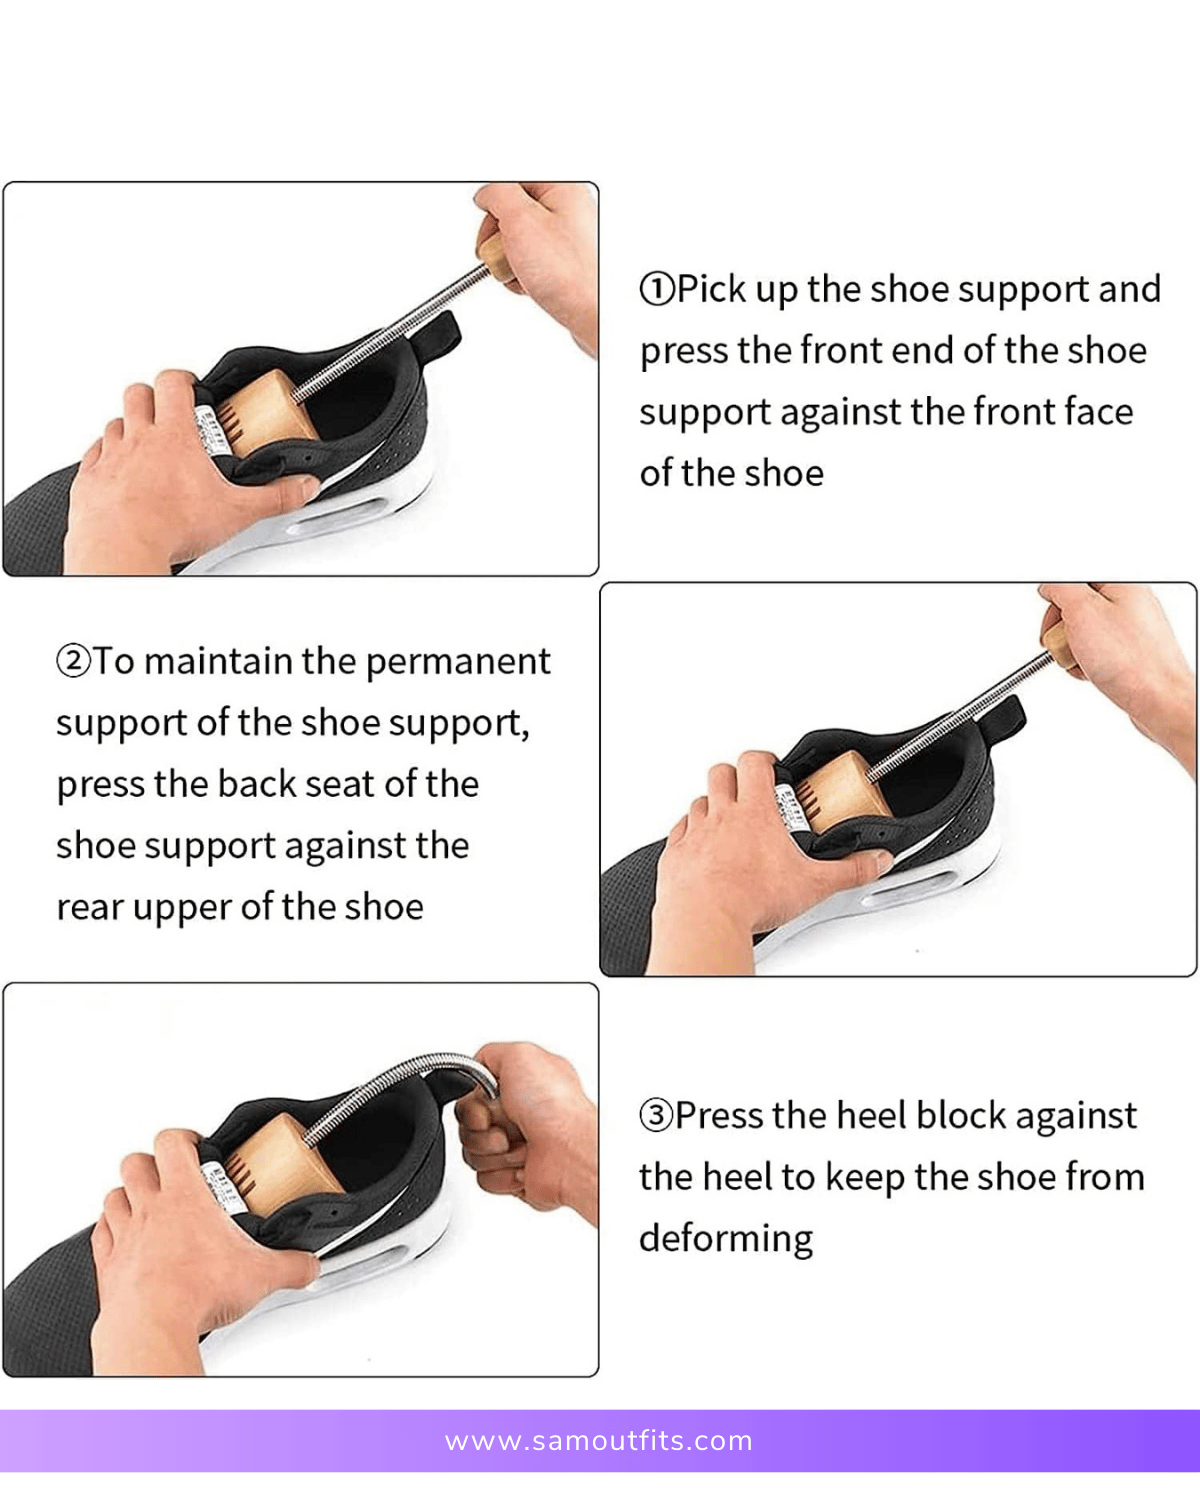 ①Pick up the shoe support and
press the front end of the shoe
support against the front face
of the shoe
②To maintain the permanent
support of the shoe support,
press the back seat of the
shoe support against the
rear upper of the shoe
③Press the heel block against
the heel to keep the shoe from
deforming
www.samoutfits.com